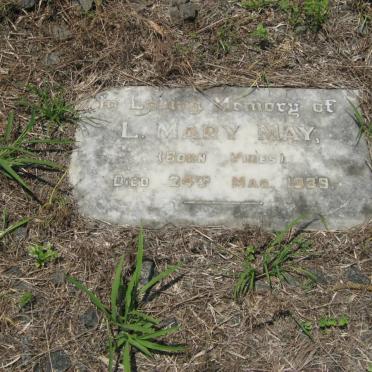 In Loving Memory of
L. MARY MAY,
(BORN VINES)
DIED 24TH MAR. 1939